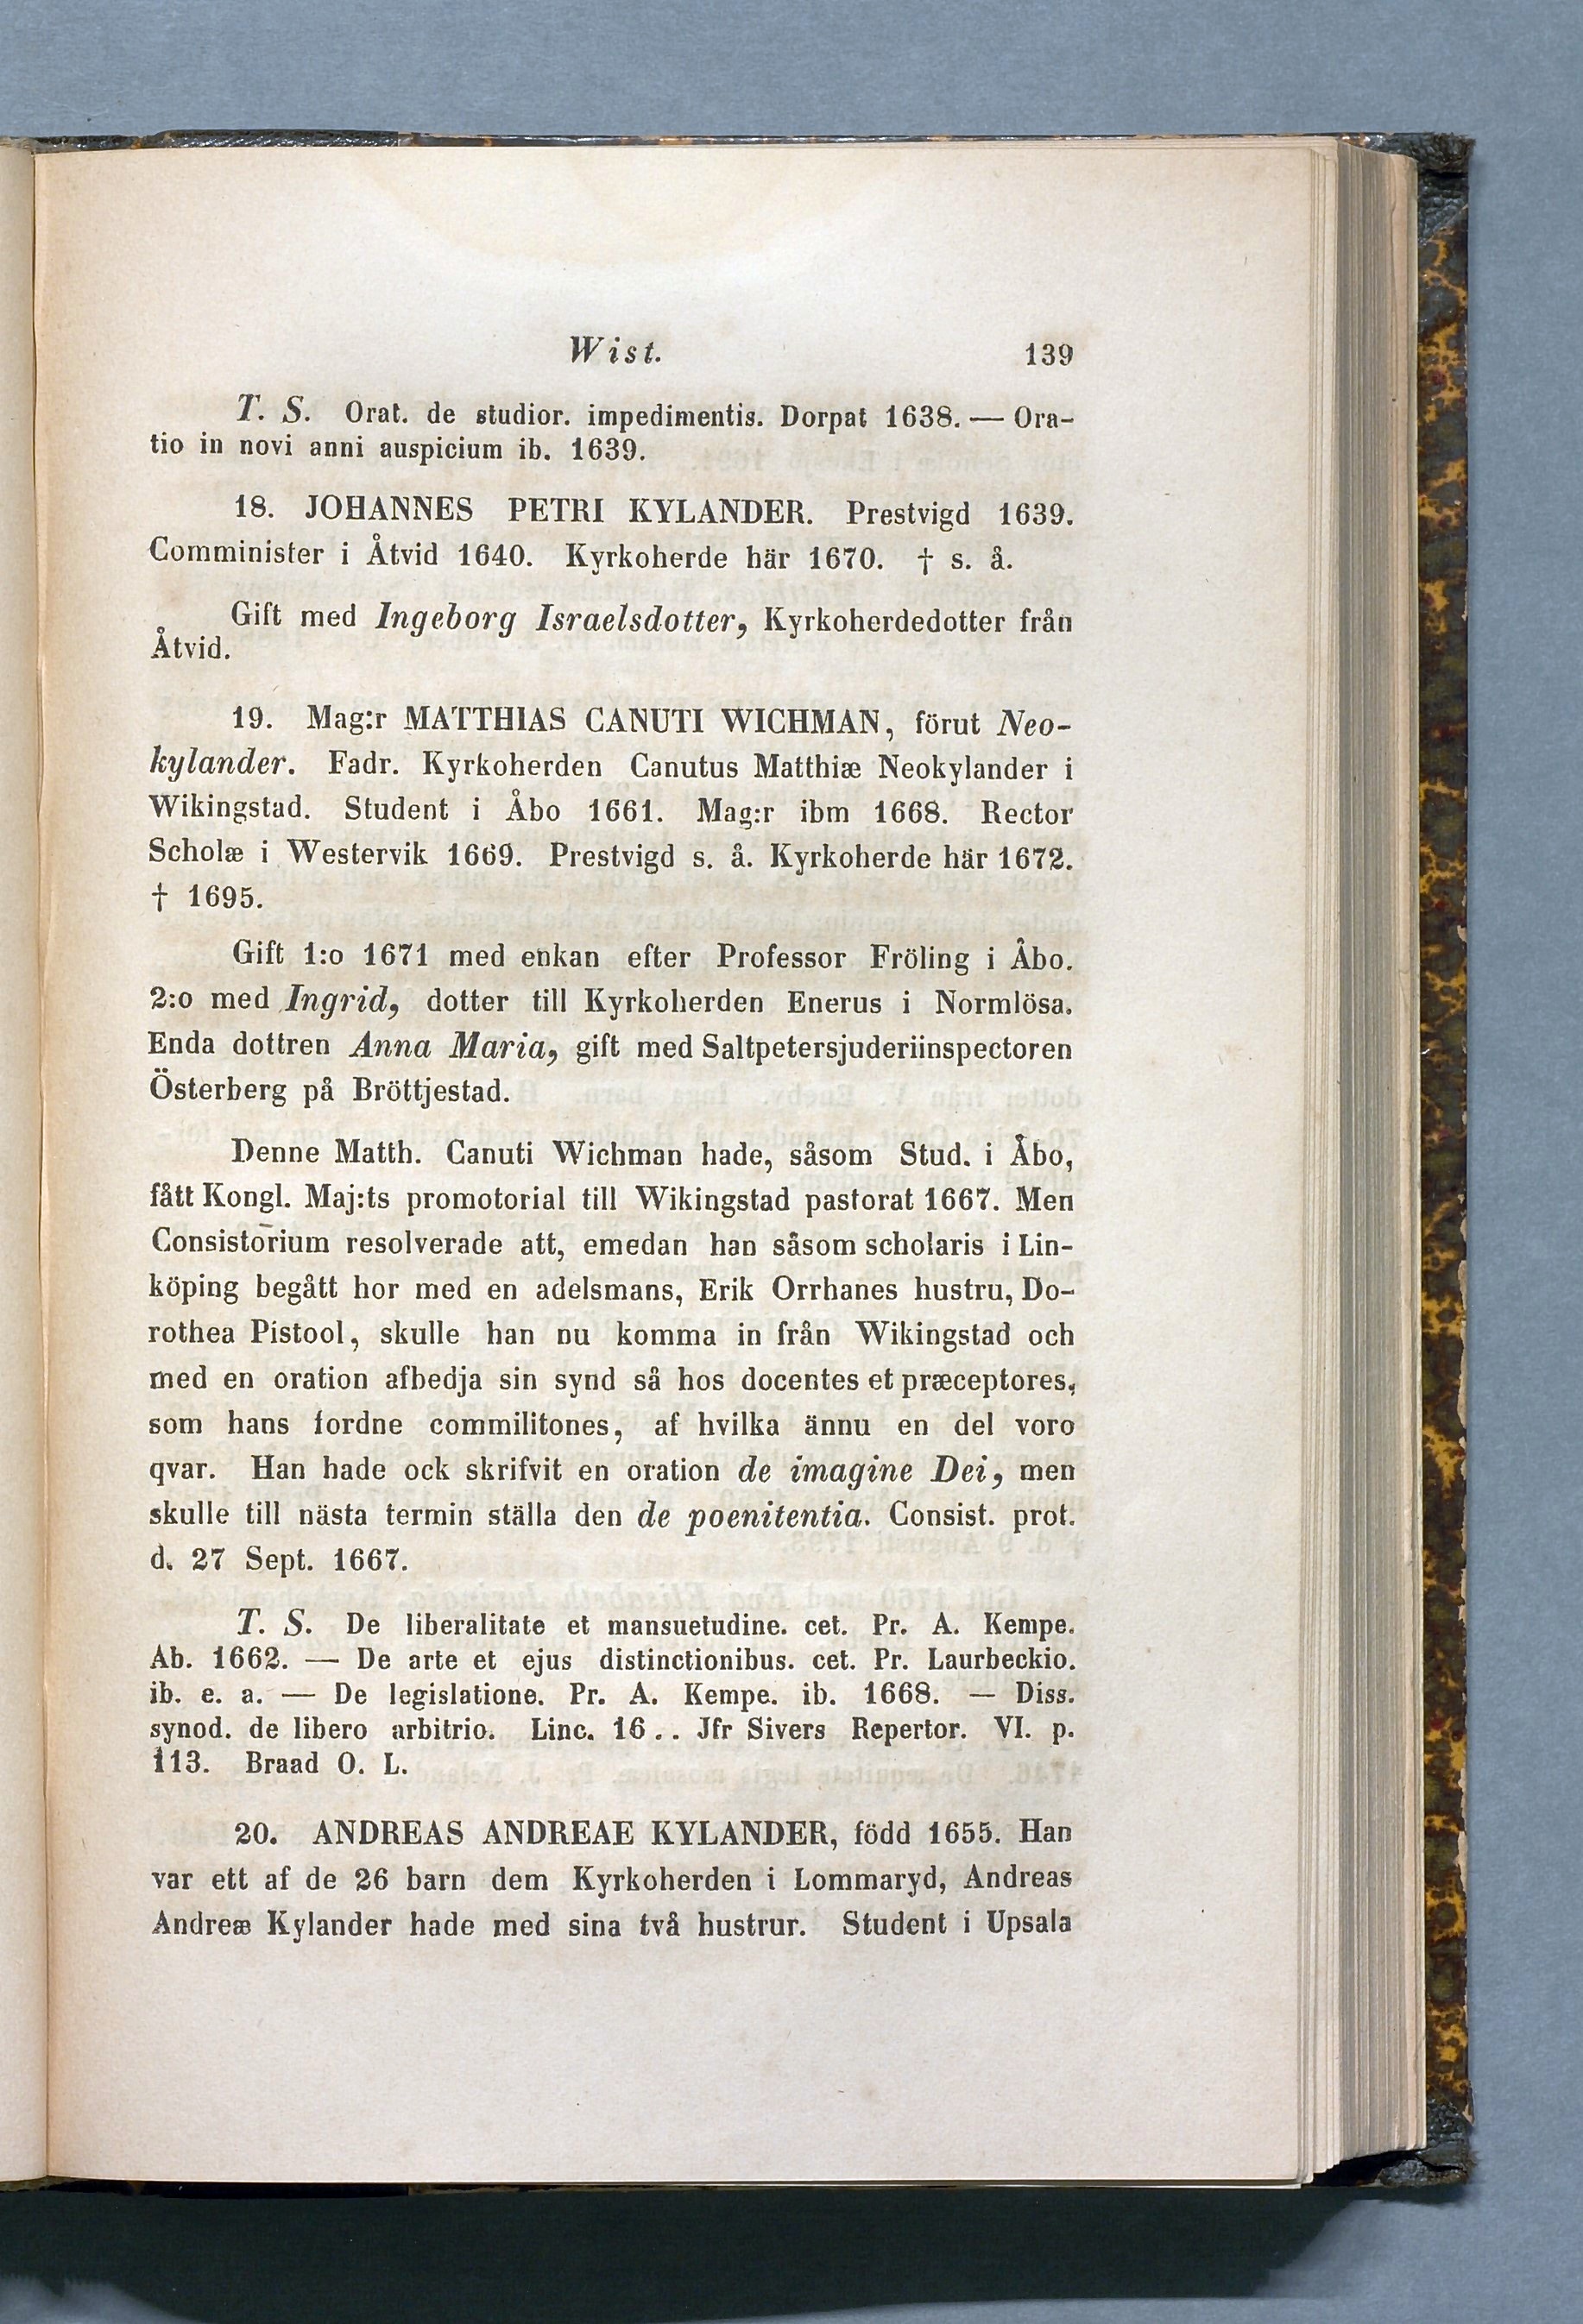 Wist. 139
T. S. Orat. de studior. impedimentis. Dorpat 1638. — Ora-
tio in novi anni auspicium ib. 1639.
18. JOHANNES PETRI KYLANDER. Prestvigd 1639.
Comminister i Åtvid 1640. Kyrkoherde här 1670. † s. å.
Gift med Ingeborg Israelsdotter, Kyrkoherdedotter från
Åtvid.
19. Mag:r MATTHIAS CANUTI WICHMAN, förut Neo-
kylander. Fadr. Kyrkoherden Canutus Matthiæ Neokylander i
Wikingstad. Student i Åbo 1661. Mag:r ibm 1668. Rector
Scholæ i Westervik 1669. Prestvigd s. å. Kyrkoherde här 1672.
† 1695.
Gift 1:o 1671 med enkan efter Professor Fröling i Åbo.
2:o med Ingrid, dotter till Kyrkoherden Enerus i Normlösa.
Enda dottren Anna Maria, gift med Saltpetersjuderiinspectoren
Österberg på Bröttjestad.
Denne Matth. Canuti Wichman hade, såsom Stud. i Åbo,
fått Kongl. Maj:ts promotorial till Wikingstad pastorat 1667. Men
Consistorium resolverade att, emedan han såsom scholaris i Lin-
köping begått hor med en adelsmans, Erik Orrhanes hustru, Do-
rothea Pistool, skulle han nu komma in från Wikingstad och
med en oration afbedja sin synd så hos docentes et præceptores,
som hans fordne commilitones, af hvilka ännu en del voro
qvar. Han hade ock skrifvit en oration de imagine Dei, men
skulle till nästa termin ställa den de poenitentia. Consist. prot.
d. 27 Sept. 1667.
T. S. De liberalitate et mansuetudine. cet. Pr. A. Kempe.
Ab. 1662. — De arte et ejus distinctionibus. cet. Pr. Laurbeckio.
ib. e. a. — De legislatione. Pr. A. Kempe. ib. 1668. — Diss.
synod. de libero arbitrio. Linc. 16.. Jfr Sivers Repertor. VI. p.
113. Braad O. L.
20. ANDREAS ANDREAE KYLANDER, född 1655. Han
var ett af de 26 barn dem Kyrkoherden i Lommaryd, Andreas
Andreæ Kylander hade med sina två hustrur. Student i Upsala